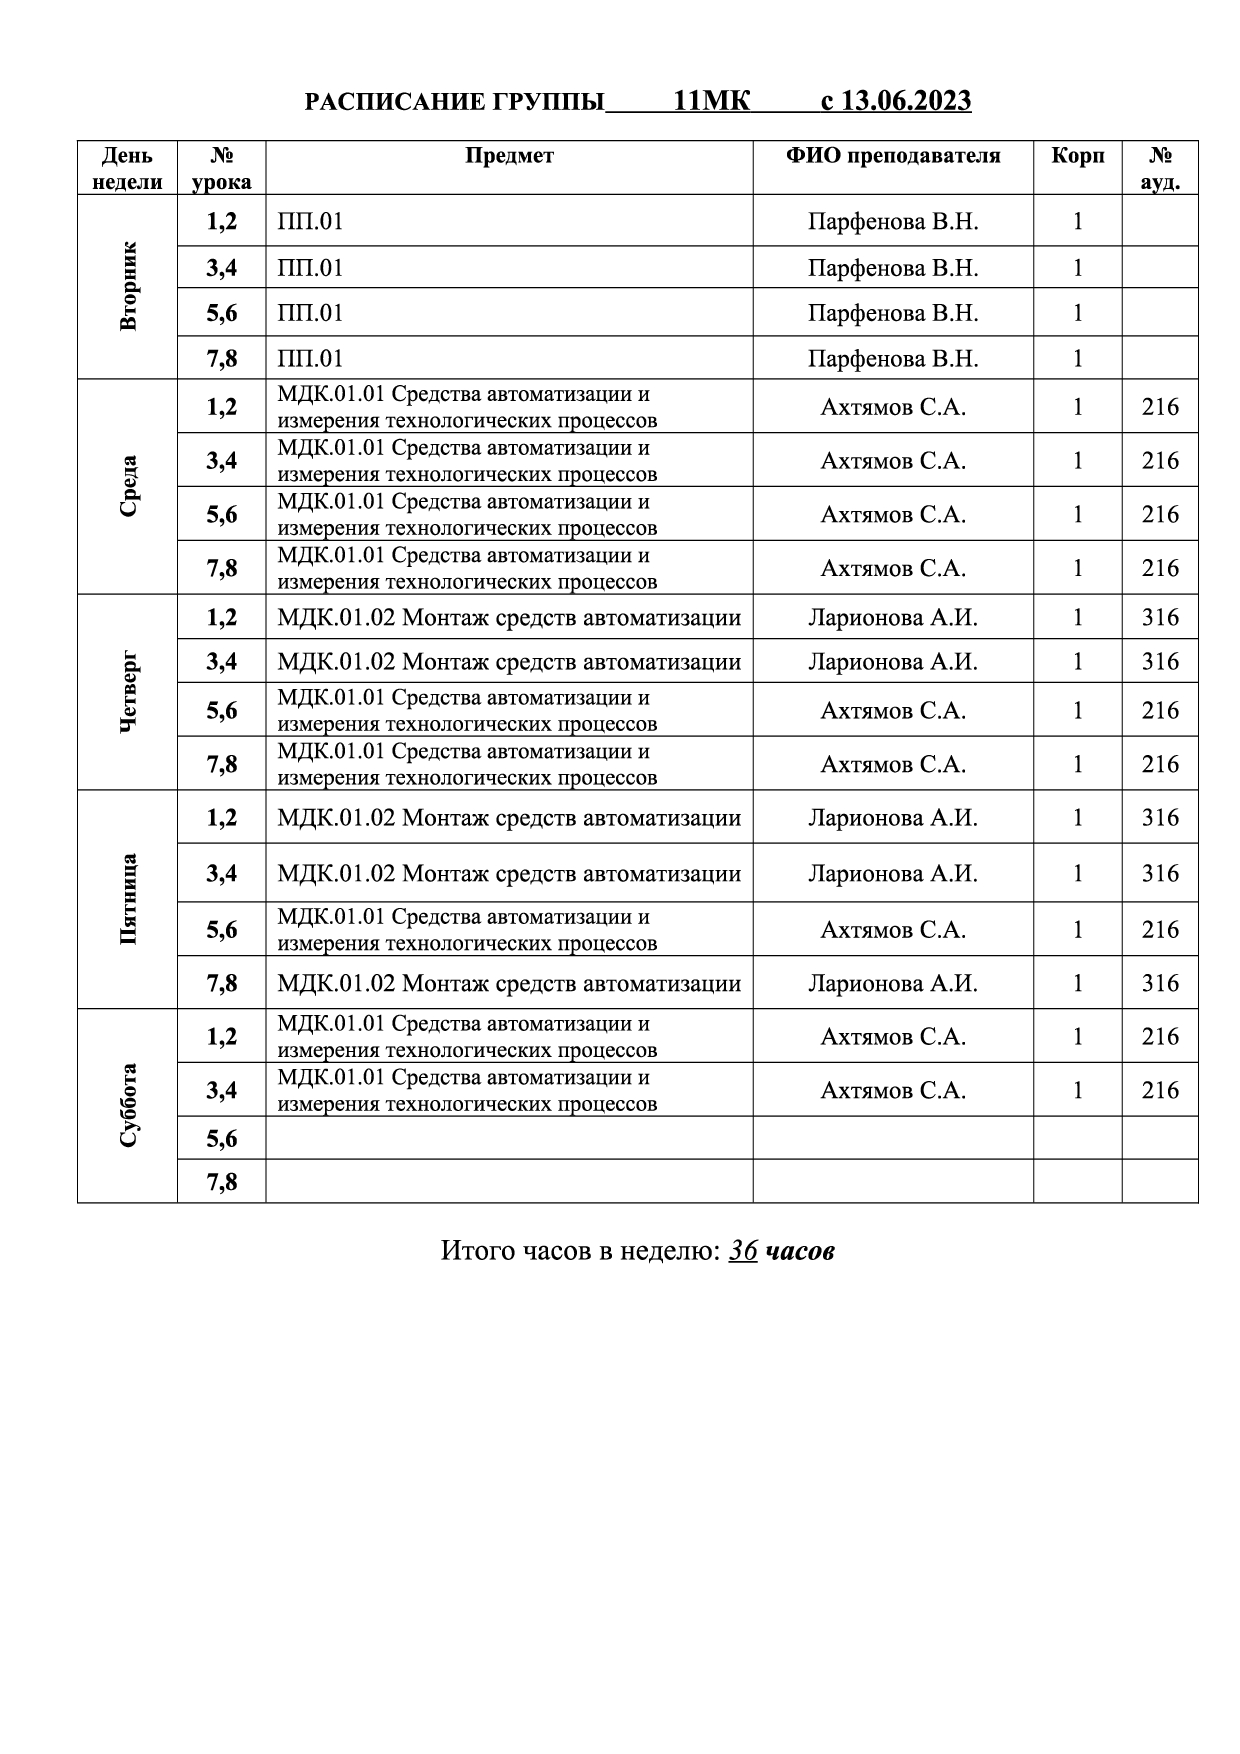 РАСПИСАНИЕ ГРУППЫ 11МК с 13.06.2023
День недели № урока Предмет ФИО преподавателя Корп № ауд.
Вторник
1,2 ПП.01 Парфенова В.Н. 1
3,4 ПП.01 Парфенова В.Н. 1
5,6 ПП.01 Парфенова В.Н. 1
7,8 ПП.01 Парфенова В.Н. 1
Среда
1,2 МДК.01.01 Средства автоматизации и
измерения технологических процессов Ахтямов С.А. 1 216
3,4 МДК.01.01 Средства автоматизации и
измерения технологических процессов Ахтямов С.А. 1 216
5,6 МДК.01.01 Средства автоматизации и
измерения технологических процессов Ахтямов С.А. 1 216
7,8 МДК.01.01 Средства автоматизации и
измерения технологических процессов Ахтямов С.А. 1 216
Четверг
1,2 МДК.01.02 Монтаж средств автоматизации Ларионова А.И. 1 316
3,4 МДК.01.02 Монтаж средств автоматизации Ларионова А.И. 1 316
5,6 МДК.01.01 Средства автоматизации и
измерения технологических процессов Ахтямов С.А. 1 216
7,8 МДК.01.01 Средства автоматизации и
измерения технологических процессов Ахтямов С.А. 1 216
Пятница
1,2 МДК.01.02 Монтаж средств автоматизации Ларионова А.И. 1 316
3,4 МДК.01.02 Монтаж средств автоматизации Ларионова А.И. 1 316
5,6 МДК.01.01 Средства автоматизации и
измерения технологических процессов Ахтямов С.А. 1 216
7,8 МДК.01.02 Монтаж средств автоматизации Ларионова А.И. 1 316
Суббота
1,2 МДК.01.01 Средства автоматизации и
измерения технологических процессов Ахтямов С.А. 1 216
3,4 МДК.01.01 Средства автоматизации и
измерения технологических процессов Ахтямов С.А. 1 216
5,6
7,8
Итого часов в неделю: 36 часов